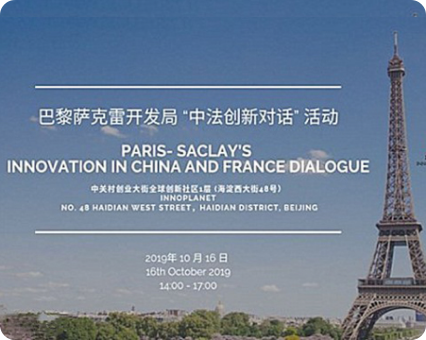 巴黎萨克雷开发局 “中法创新对话” 活动
PARIS- SACLAY'S
INNOVATION IN CHINA AND FRANCE DIALOGUE
中关村创业大街全球创新社区1层 (海淀西大街48号)
INNOPLANET
NO. 48 HAIDIAN WEST STREET, HAIDIAN DISTRICT, BEIJING
2019年 10 月 16 日
16th October 2019
14:00 - 17:00